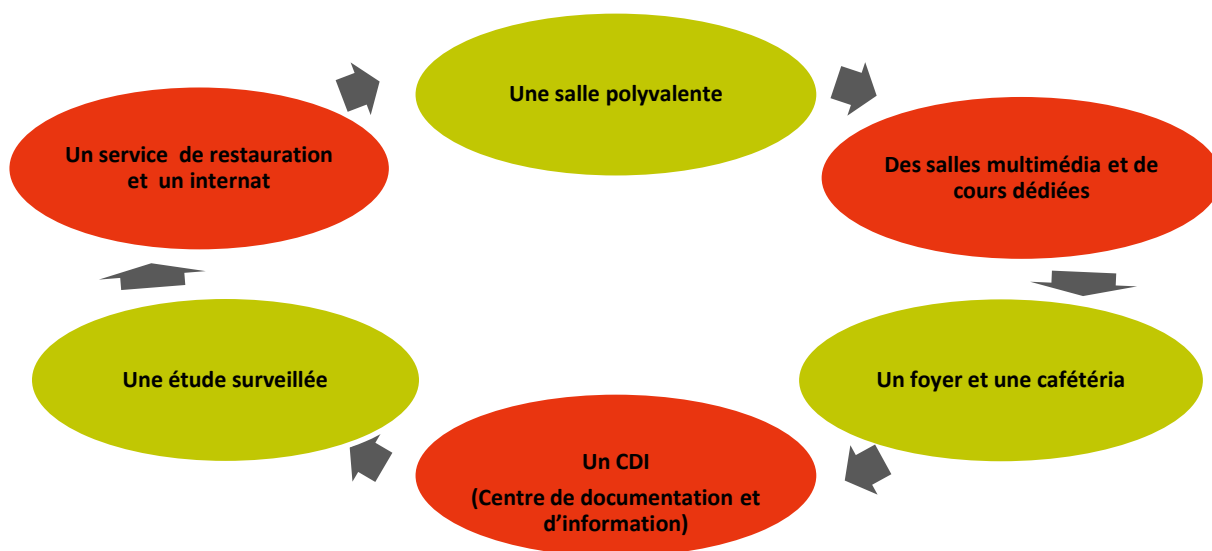 Une salle polyvalente
Un service de restauration
et un internat
Des salles multimédia et de
cours dédiées
Une étude surveillée
Un foyer et une cafétéria
Un CDI
(Centre de documentation et
d'information)